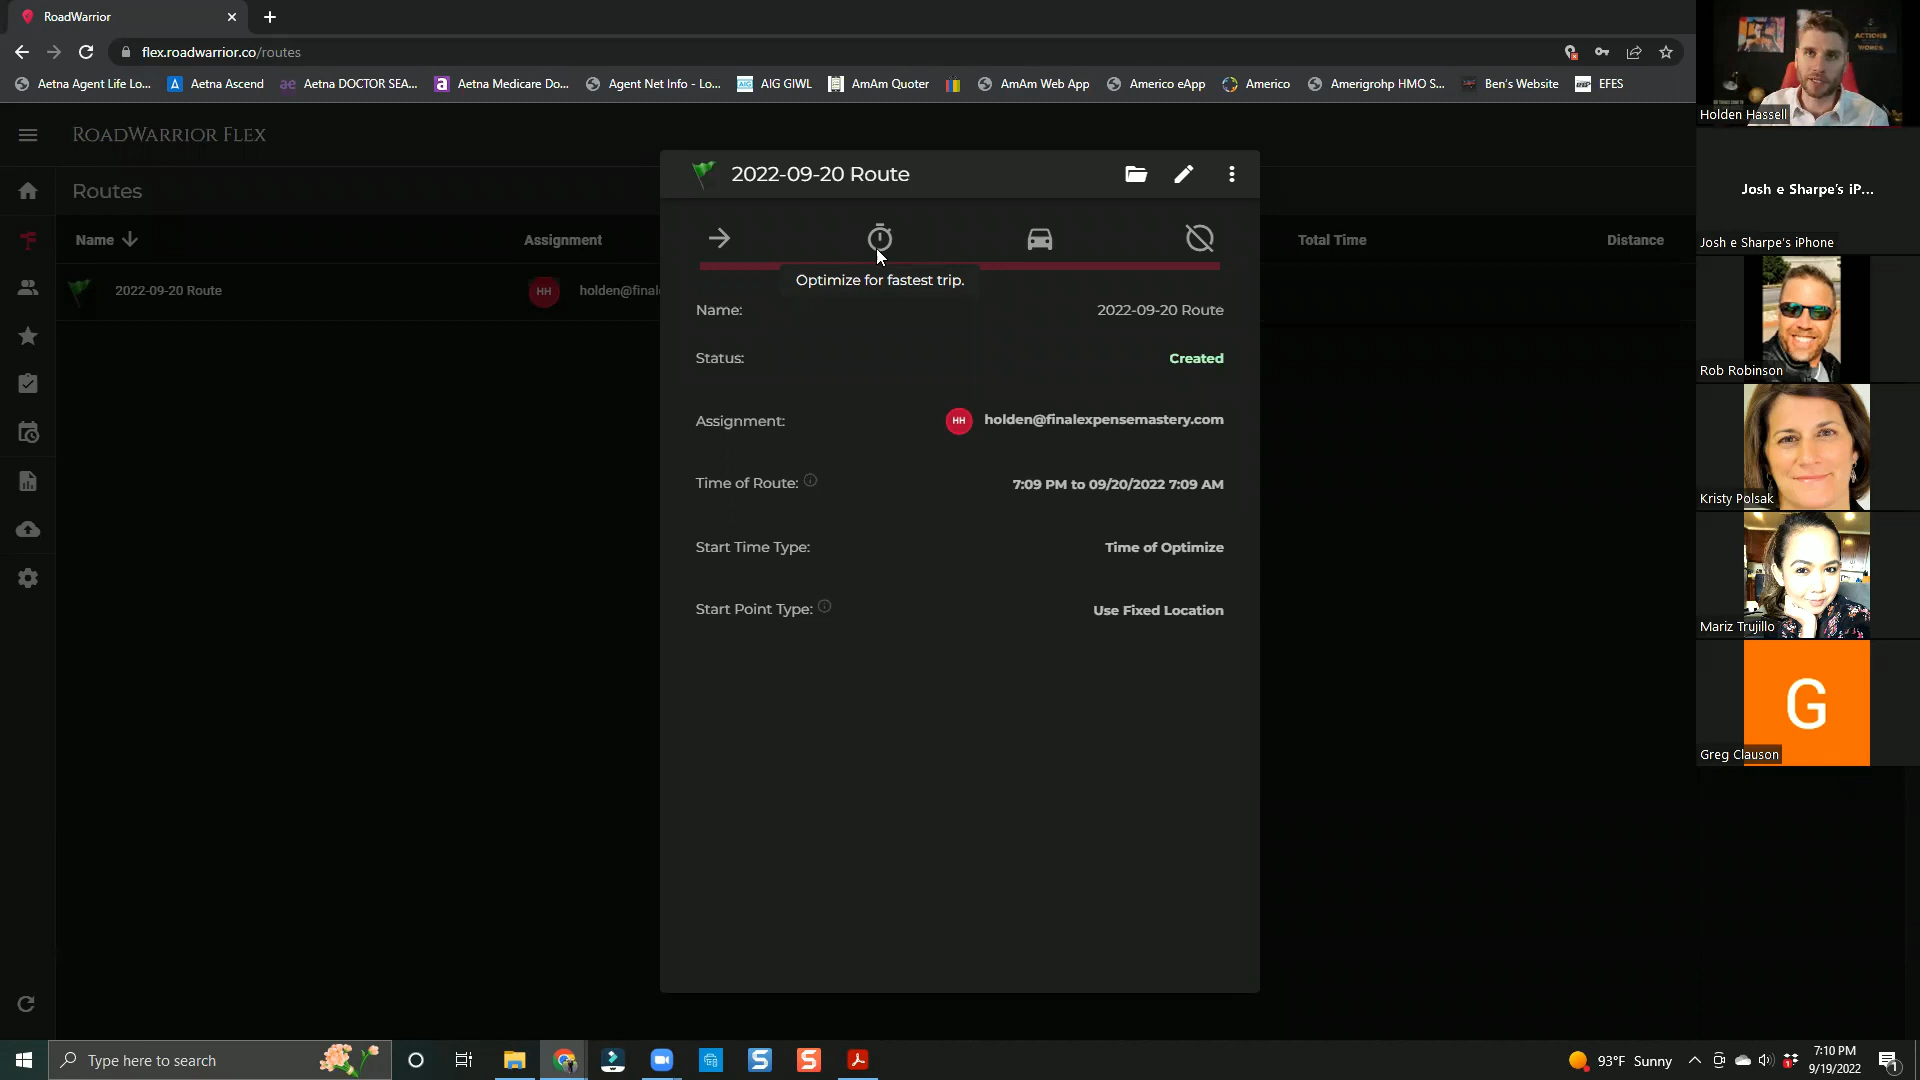 RoadWarrior
flex.roadwarrior.co/routes
Aetna Agent Life Lo...
Aetna Ascend
Aetna DOCTOR SEA...
Aetna Medicare Do...
Agent Net Info - Lo...
AIG GIWL
AmAm Quoter
AmAm Web App
Americo eApp
Americo
Amerigrohp HMO S...
Ben's Website
EFES
ROADWARRIOR FLEX
Routes
Name
Assignment
Total Time
Distance
2022-09-20 Route
HH
holden@final
2022-09-20 Route
Optimize for fastest trip.
Name:
2022-09-20 Route
Status:
Created
Assignment:
HH
holden@finalexpensemastery.com
Time of Route:
7:09 PM to 09/20/2022 7:09 AM
Start Time Type:
Time of Optimize
Start Point Type:
Use Fixed Location
ACTIONS
WORDS
Holden Hassell
Josh e Sharpe's iP...
Josh e Sharpe's iPhone
Rob Robinson
Kristy Polsak
Mariz Trujillo
G
Greg Clauson
Type here to search
93°F Sunny
7:10 PM
9/19/2022
1